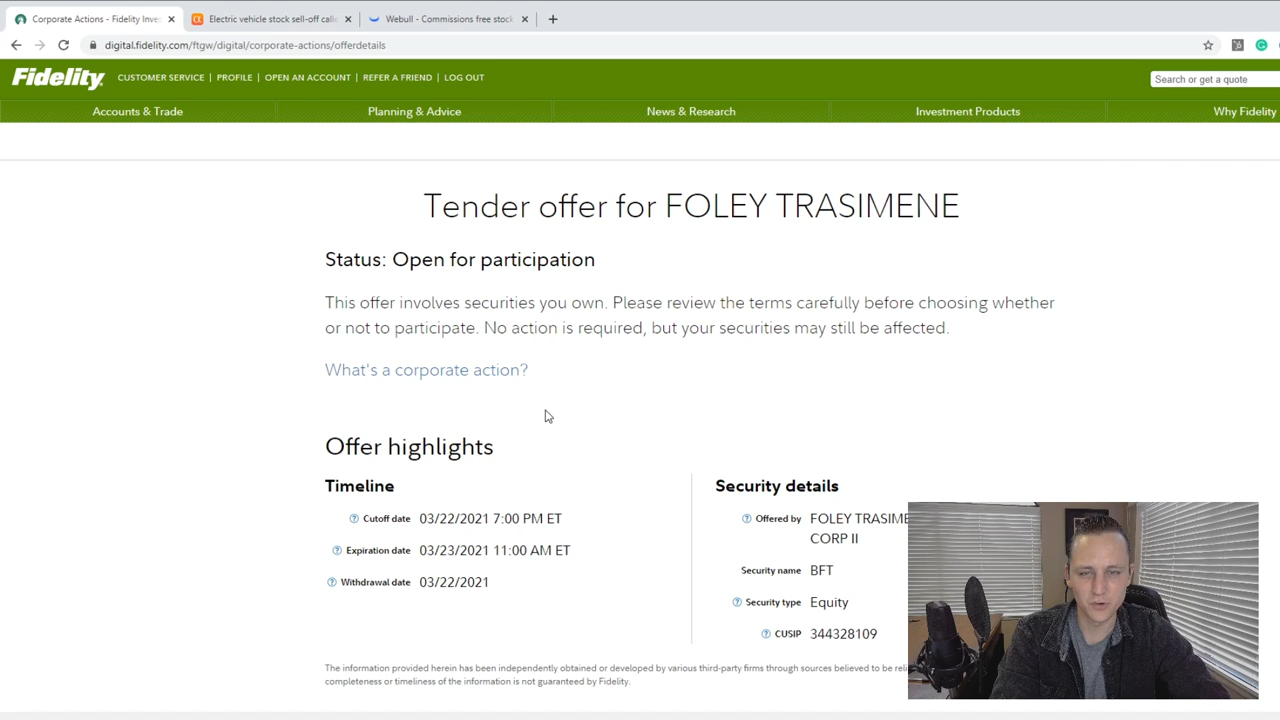 Corporate Actions - Fidelity Inves
Electric vehicle stock sell-off calle
Webull - Commissions free stock
digital.fidelity.com/ftgw/digital/corporate-actions/offerdetails
Fidelity
CUSTOMER SERVICE | PROFILE | OPEN AN ACCOUNT | REFER A FRIEND | LOG OUT
Search or get a quote
Accounts & Trade
Planning & Advice
News & Research
Investment Products
Why Fidelity
Tender offer for FOLEY TRASIMENE
Status: Open for participation
This offer involves securities you own. Please review the terms carefully before choosing whether
or not to participate. No action is required, but your securities may still be affected.
What's a corporate action?
Offer highlights
Timeline
Cutoff date 03/22/2021 7:00 PM ET
Expiration date 03/23/2021 11:00 AM ET
Withdrawal date 03/22/2021
Security details
Offered by FOLEY TRASIME
CORP II
Security name BFT
Security type Equity
CUSIP 344328109
The information provided herein has been independently obtained or developed by various third-party firms through sources believed to be reli
completeness or timeliness of the information is not guaranteed by Fidelity.